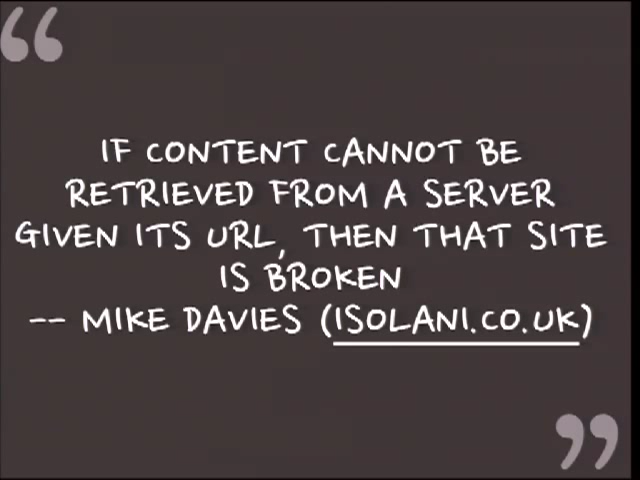 “
IF CONTENT CANNOT BE
RETRIEVED FROM A SERVER
GIVEN ITS URL, THEN THAT SITE
IS BROKEN
-- MIKE DAVIES (ISOLANI.CO.UK)
”